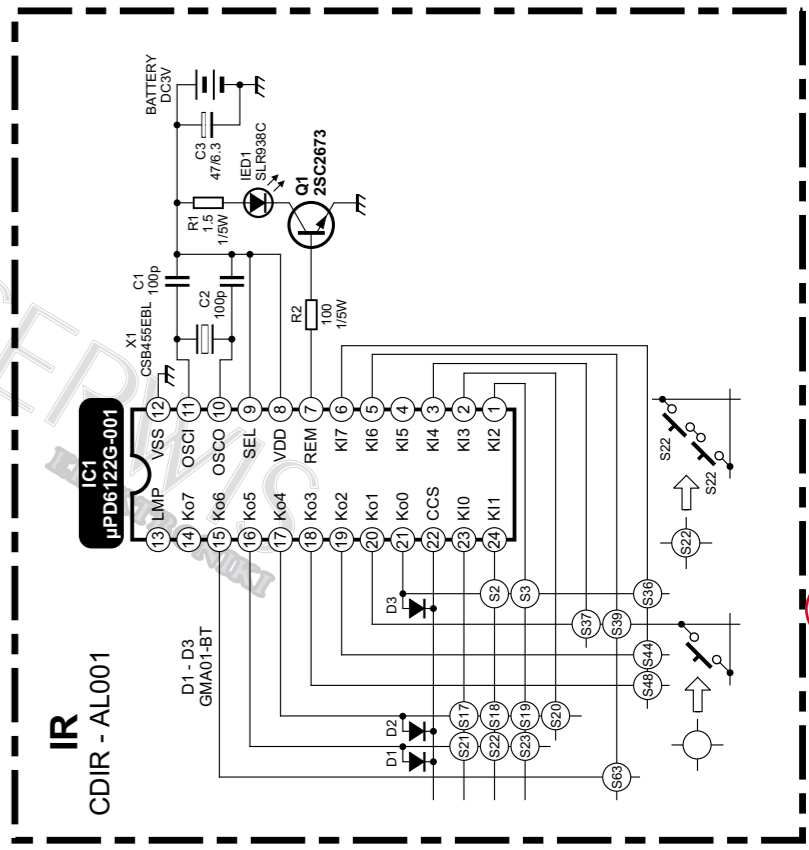 IR
CDIR - AL001
IC1
µPD6122G-001
BATTERY
DC3V
C3
47/6.3
IED1
SLR938C
R1
1.5
1/5W
Q1
2SC2673
C1
100p
C2
100p
X1
CSB455EBL
R2
100
1/5W
12 VSS
11 OSCI
10 OSCO
9 SEL
8 VDD
7 REM
6 KI7
5 KI6
4 KI5
3 KI4
2 KI3
1 KI2
13 LMP
14 Ko7
15 Ko6
16 Ko5
17 Ko4
18 Ko3
19 Ko2
20 Ko1
21 Ko0
22 CCS
23 KI0
24 KI1
D1 - D3
GMA01-BT
D3
D2
D1
S2
S3
S36
S37
S39
S44
S48
S17
S18
S19
S20
S21
S22
S23
S63
S22
S22
S22
SERWIS
ELEKTRONIKI